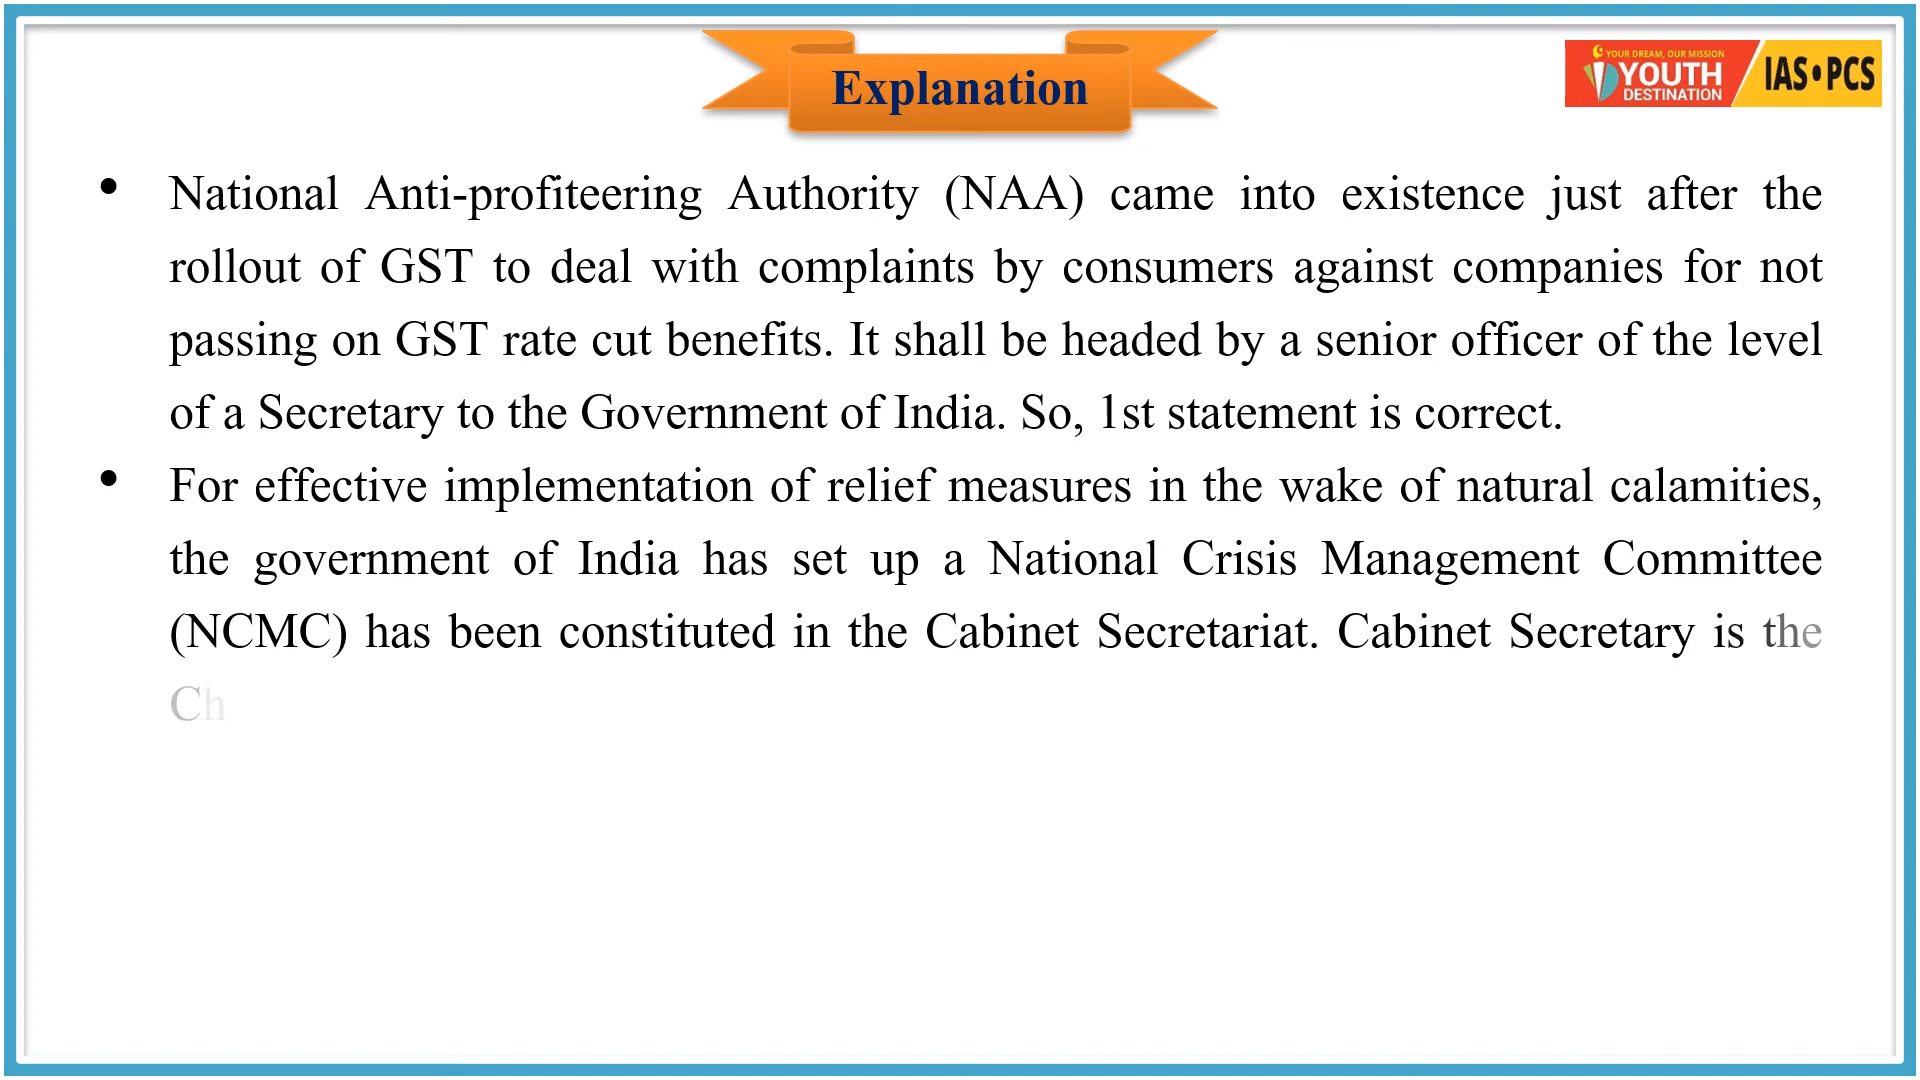 Explanation
YOUR DREAM, OUR MISSION
YOUTH
DESTINATION
IAS•PCS
• National Anti-profiteering Authority (NAA) came into existence just after the
rollout of GST to deal with complaints by consumers against companies for not
passing on GST rate cut benefits. It shall be headed by a senior officer of the level
of a Secretary to the Government of India. So, 1st statement is correct.
• For effective implementation of relief measures in the wake of natural calamities,
the government of India has set up a National Crisis Management Committee
(NCMC) has been constituted in the Cabinet Secretariat. Cabinet Secretary is the
Ch